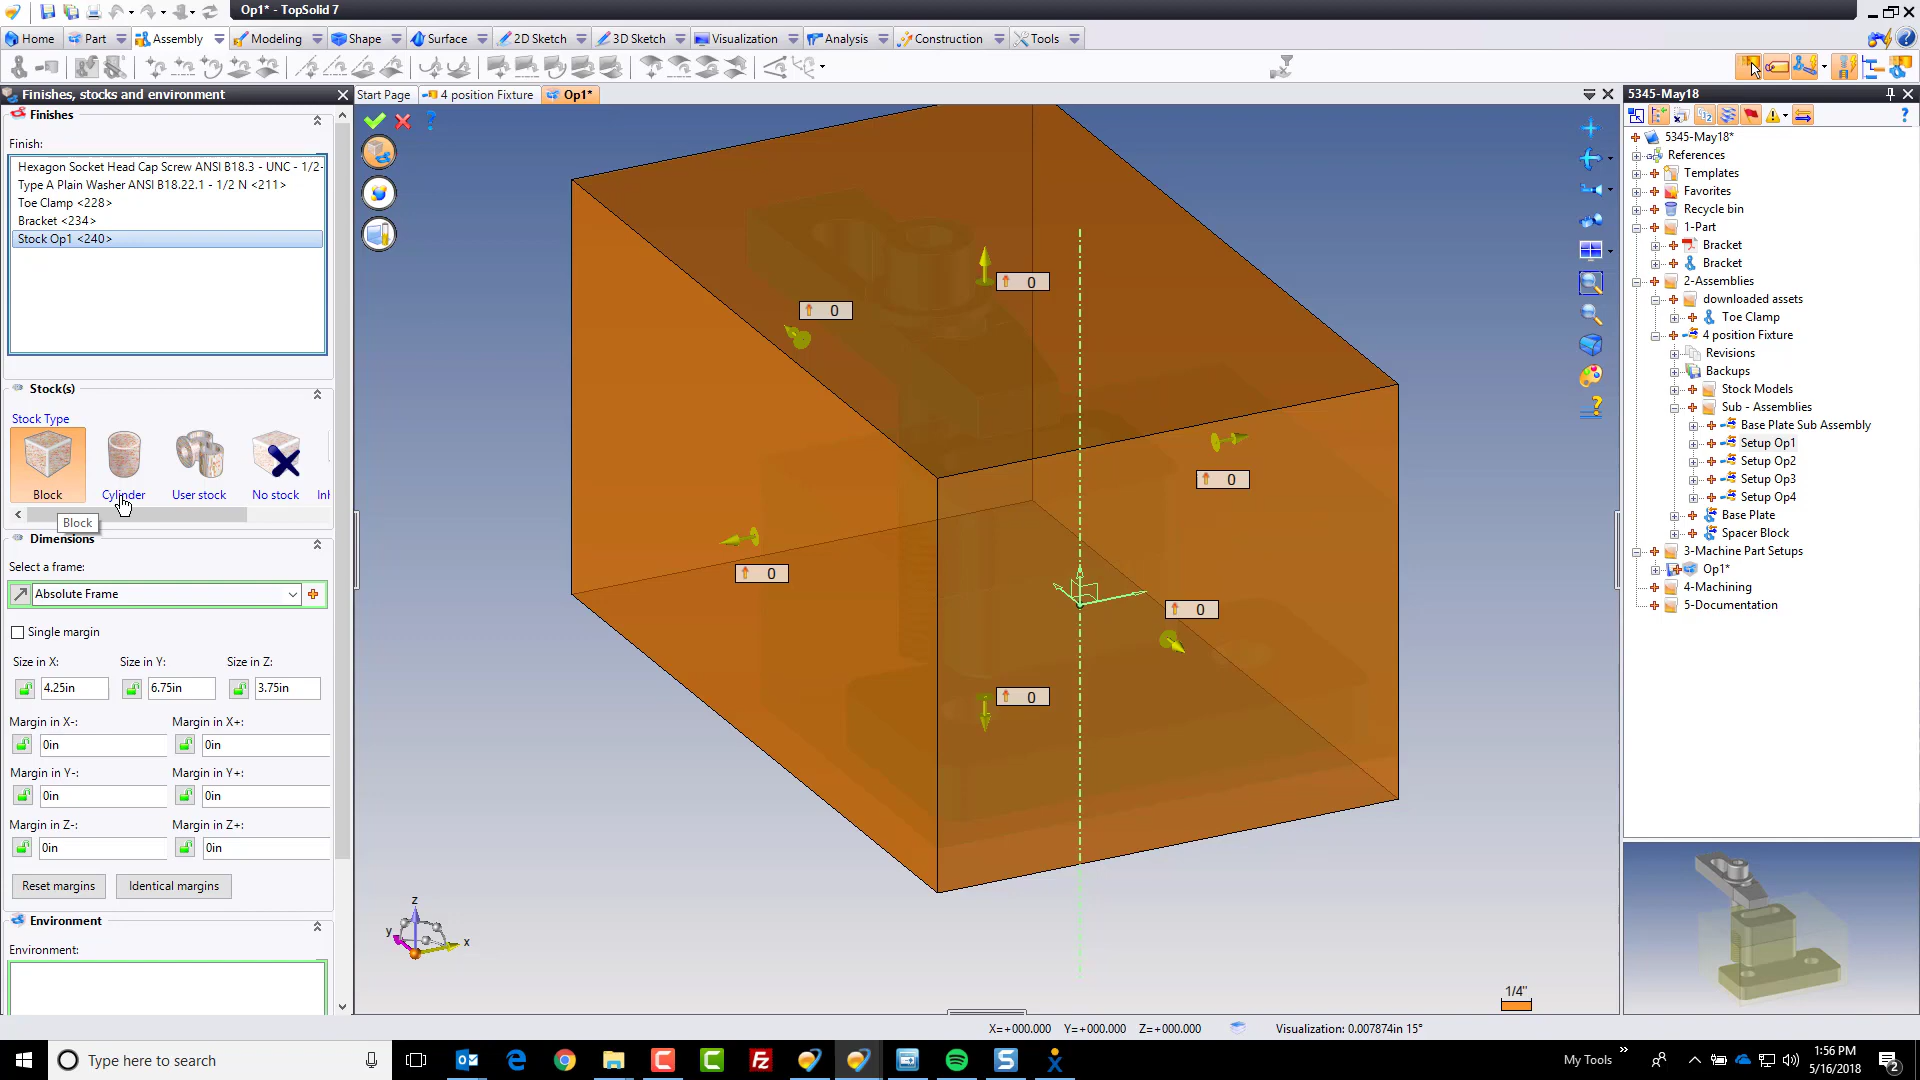 Op1* - TopSolid 7
Home Part Assembly Modeling Shape Surface 2D Sketch 3D Sketch Visualization Analysis Construction Tools
Finishes, stocks and environment
Start Page 4 position Fixture Op1*
5345-May18
Finishes
Finish:
Hexagon Socket Head Cap Screw ANSI B18.3 - UNC - 1/2-
Type A Plain Washer ANSI B18.22.1 - 1/2 N <211>
Toe Clamp <228>
Bracket <234>
Stock Op1 <240>
Stock(s)
Stock Type
Block Cylinder User stock No stock Inl
Block
Dimensions
Select a frame:
Absolute Frame
Single margin
Size in X: Size in Y: Size in Z:
4.25in 6.75in 3.75in
Margin in X-: Margin in X+:
0in 0in
Margin in Y-: Margin in Y+:
0in 0in
Margin in Z-: Margin in Z+:
0in 0in
Reset margins Identical margins
Environment
Environment:
0
0
0
0
0
0
z
y
x
1/4"
5345-May18*
References
Templates
Favorites
Recycle bin
1-Part
Bracket
Bracket
2-Assemblies
downloaded assets
Toe Clamp
4 position Fixture
Revisions
Backups
Stock Models
Sub - Assemblies
Base Plate Sub Assembly
Setup Op1
Setup Op2
Setup Op3
Setup Op4
Base Plate
Spacer Block
3-Machine Part Setups
Op1*
4-Machining
5-Documentation
X=+000.000 Y=+000.000 Z=+000.000 Visualization: 0.007874in 15°
Type here to search
My Tools
1:56 PM
5/16/2018
2